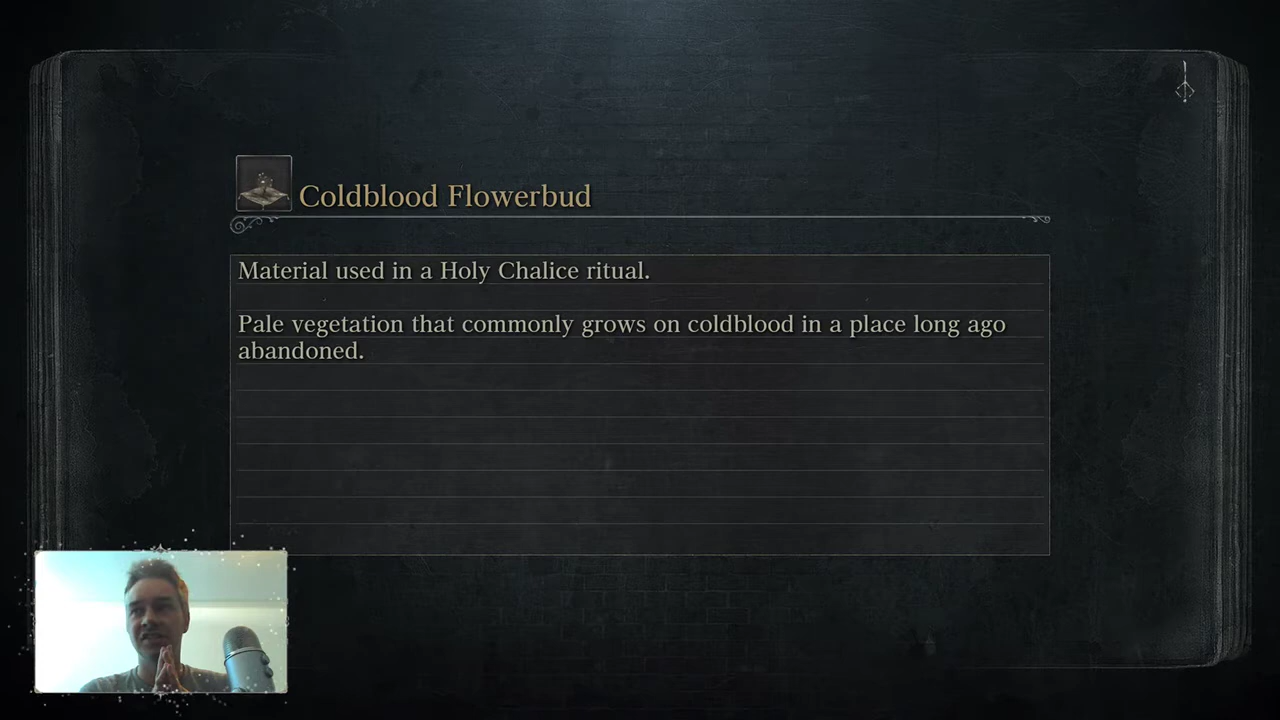 Coldblood Flowerbud
Material used in a Holy Chalice ritual.
Pale vegetation that commonly grows on coldblood in a place long ago
abandoned.